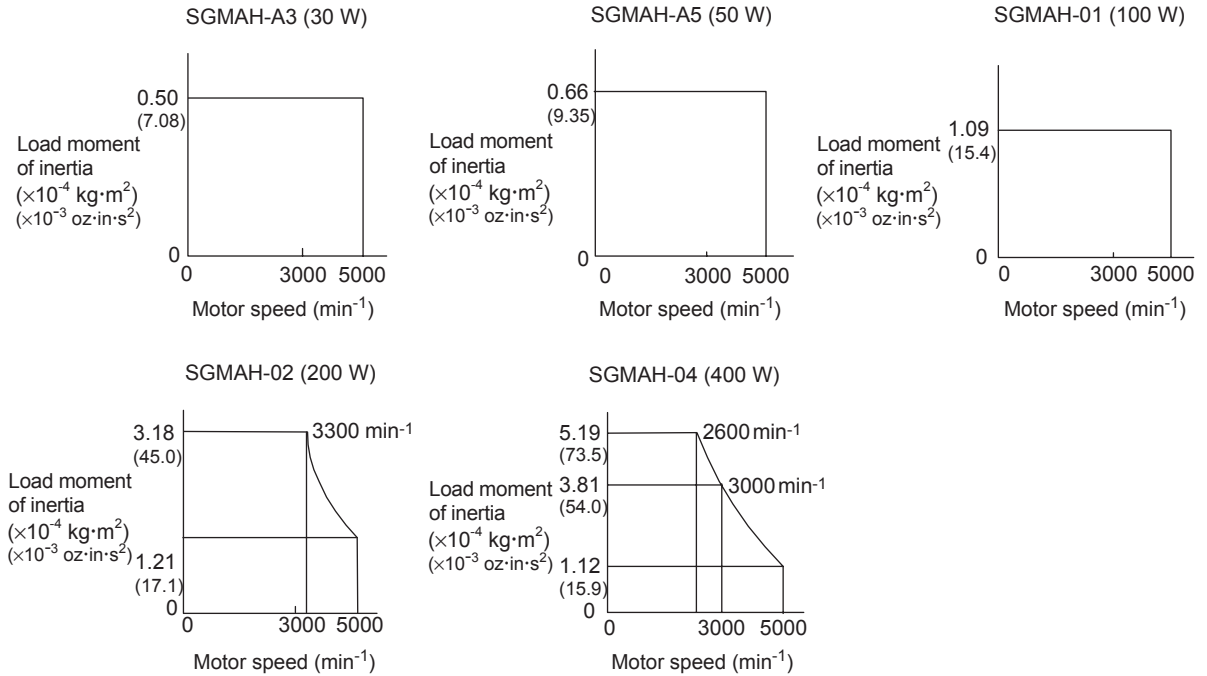 SGMAH-A3 (30 W)
0.50
(7.08)
Load moment
of inertia
(×10⁻⁴ kg·m²)
(×10⁻³ oz·in·s²)
0
0 3000 5000
Motor speed (min⁻¹)
SGMAH-A5 (50 W)
0.66
(9.35)
Load moment
of inertia
(×10⁻⁴ kg·m²)
(×10⁻³ oz·in·s²)
0
0 3000 5000
Motor speed (min⁻¹)
SGMAH-01 (100 W)
1.09
(15.4)
Load moment
of inertia
(×10⁻⁴ kg·m²)
(×10⁻³ oz·in·s²)
0
0 3000 5000
Motor speed (min⁻¹)
SGMAH-02 (200 W)
3.18
(45.0)
3300 min⁻¹
Load moment
of inertia
(×10⁻⁴ kg·m²)
(×10⁻³ oz·in·s²)
1.21
(17.1)
0
0 3000 5000
Motor speed (min⁻¹)
SGMAH-04 (400 W)
5.19
(73.5)
2600 min⁻¹
3.81
(54.0)
3000 min⁻¹
Load moment
of inertia
(×10⁻⁴ kg·m²)
(×10⁻³ oz·in·s²)
1.12
(15.9)
0
0 3000 5000
Motor speed (min⁻¹)